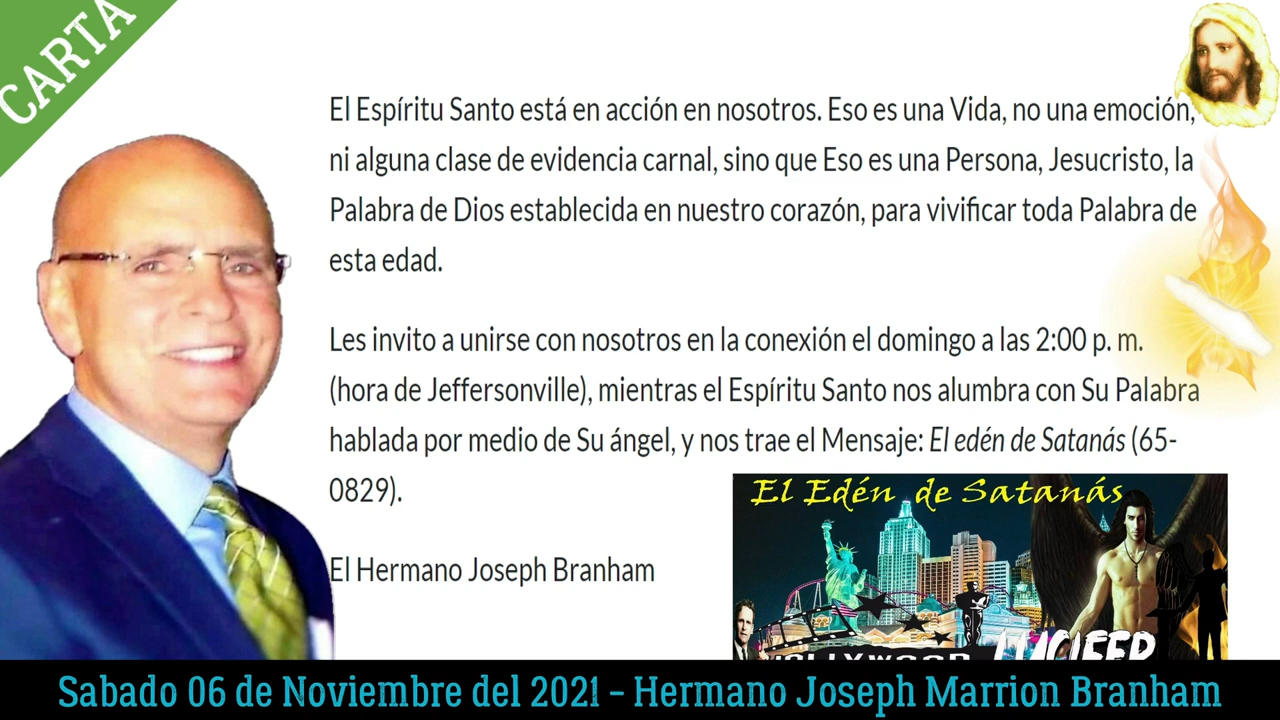 CARTA
El Espíritu Santo está en acción en nosotros. Eso es una Vida, no una emoción,
ni alguna clase de evidencia carnal, sino que Eso es una Persona, Jesucristo, la
Palabra de Dios establecida en nuestro corazón, para vivificar toda Palabra de
esta edad.
Les invito a unirse con nosotros en la conexión el domingo a las 2:00 p. m.
(hora de Jeffersonville), mientras el Espíritu Santo nos alumbra con Su Palabra
hablada por medio de Su ángel, y nos trae el Mensaje: El edén de Satanás (65-
0829).
El Edén de Satanás
El Hermano Joseph Branham
HOLLYWOOD
LUCIFER
Sabado 06 de Noviembre del 2021 - Hermano Joseph Marrion Branham